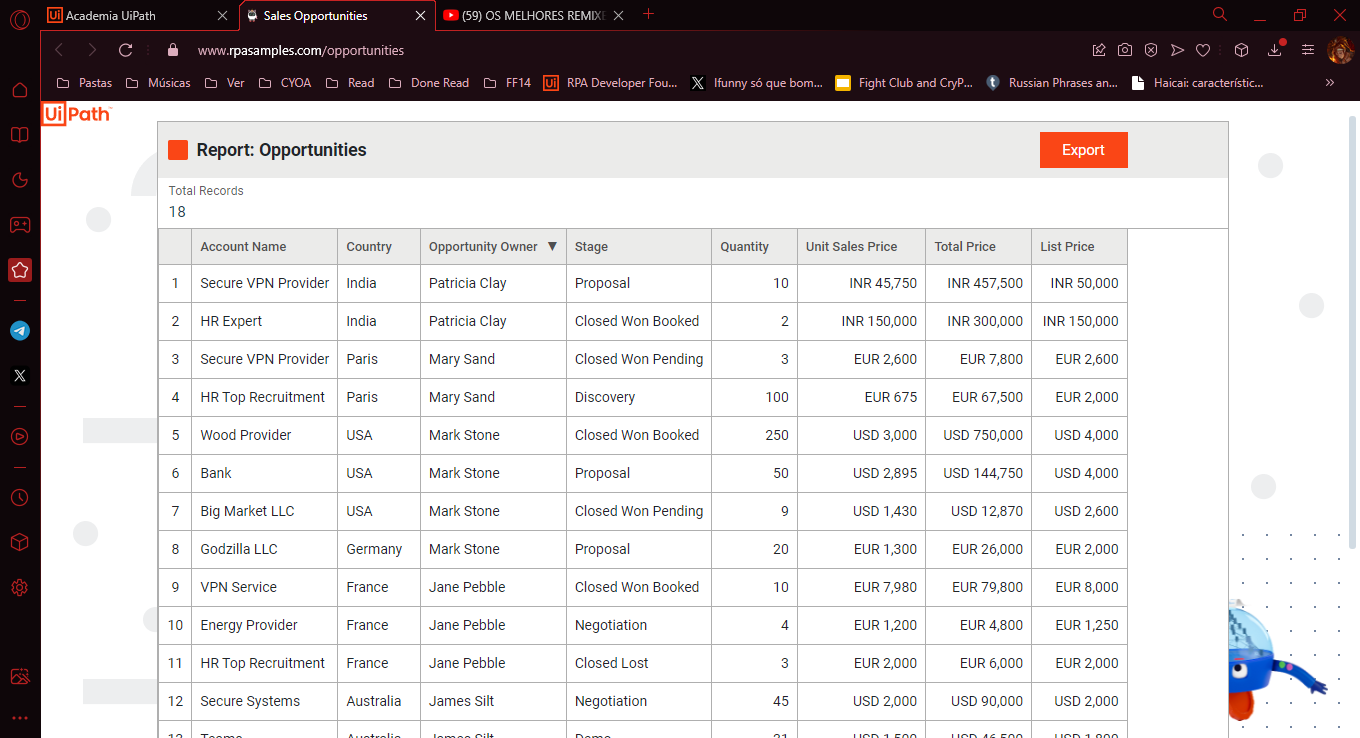 Academia UiPath
Sales Opportunities
(59) OS MELHORES REMIXE
www.rpasamples.com/opportunities
Pastas Músicas Ver CYOA Read Done Read FF14 Ui RPA Developer Fou... Ifunny só que bom... Fight Club and CryP... Russian Phrases an... Haicai: característic...
UiPath
Report: Opportunities
Export
Total Records
18
Account Name Country Opportunity Owner ▼ Stage Quantity Unit Sales Price Total Price List Price
1 Secure VPN Provider India Patricia Clay Proposal 10 INR 45,750 INR 457,500 INR 50,000
2 HR Expert India Patricia Clay Closed Won Booked 2 INR 150,000 INR 300,000 INR 150,000
3 Secure VPN Provider Paris Mary Sand Closed Won Pending 3 EUR 2,600 EUR 7,800 EUR 2,600
4 HR Top Recruitment Paris Mary Sand Discovery 100 EUR 675 EUR 67,500 EUR 2,000
5 Wood Provider USA Mark Stone Closed Won Booked 250 USD 3,000 USD 750,000 USD 4,000
6 Bank USA Mark Stone Proposal 50 USD 2,895 USD 144,750 USD 4,000
7 Big Market LLC USA Mark Stone Closed Won Pending 9 USD 1,430 USD 12,870 USD 2,600
8 Godzilla LLC Germany Mark Stone Proposal 20 EUR 1,300 EUR 26,000 EUR 2,000
9 VPN Service France Jane Pebble Closed Won Booked 10 EUR 7,980 EUR 79,800 EUR 8,000
10 Energy Provider France Jane Pebble Negotiation 4 EUR 1,200 EUR 4,800 EUR 1,250
11 HR Top Recruitment France Jane Pebble Closed Lost 3 EUR 2,000 EUR 6,000 EUR 2,000
12 Secure Systems Australia James Silt Negotiation 45 USD 2,000 USD 90,000 USD 2,000
Australia James Silt